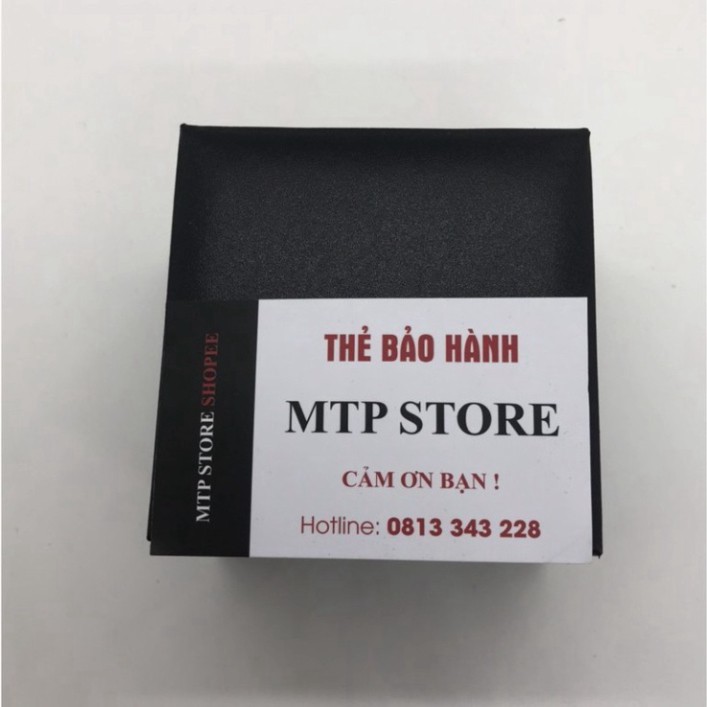 MTP STORE SHOPEE
THẺ BẢO HÀNH
MTP STORE
CẢM ƠN BẠN !
Hotline: 0813 343 228